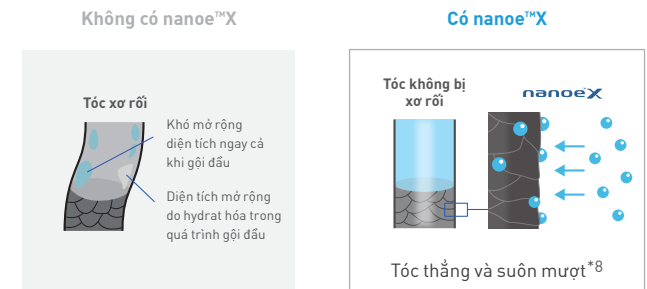 Không có nanoe™X
Có nanoe™X
Tóc xơ rối
Khó mở rộng
diện tích ngay cả
khi gội đầu
Diện tích mở rộng
do hydrat hóa trong
quá trình gội đầu
Tóc không bị
xơ rối
nanoe™X
Tóc thẳng và suôn mượt*8